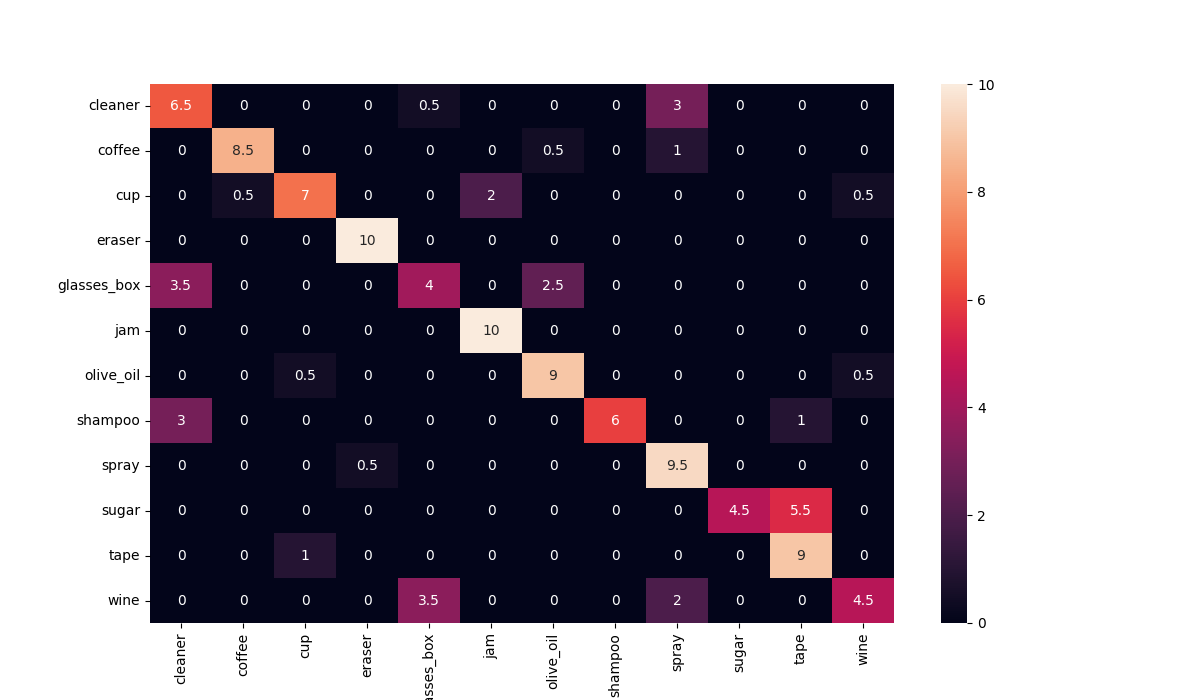 cleaner 6.5 0 0 0 0.5 0 0 0 3 0 0 0
coffee 0 8.5 0 0 0 0 0.5 0 1 0 0 0
cup 0 0.5 7 0 0 2 0 0 0 0 0 0.5
eraser 0 0 0 10 0 0 0 0 0 0 0 0
glasses_box 3.5 0 0 0 4 0 2.5 0 0 0 0 0
jam 0 0 0 0 0 10 0 0 0 0 0 0
olive_oil 0 0 0.5 0 0 0 9 0 0 0 0 0.5
shampoo 3 0 0 0 0 0 0 6 0 0 1 0
spray 0 0 0 0.5 0 0 0 0 9.5 0 0 0
sugar 0 0 0 0 0 0 0 0 0 4.5 5.5 0
tape 0 0 1 0 0 0 0 0 0 0 9 0
wine 0 0 0 0 3.5 0 0 0 2 0 0 4.5
cleaner
coffee
cup
eraser
asses_box
jam
olive_oil
shampoo
spray
sugar
tape
wine
10
8
6
4
2
0